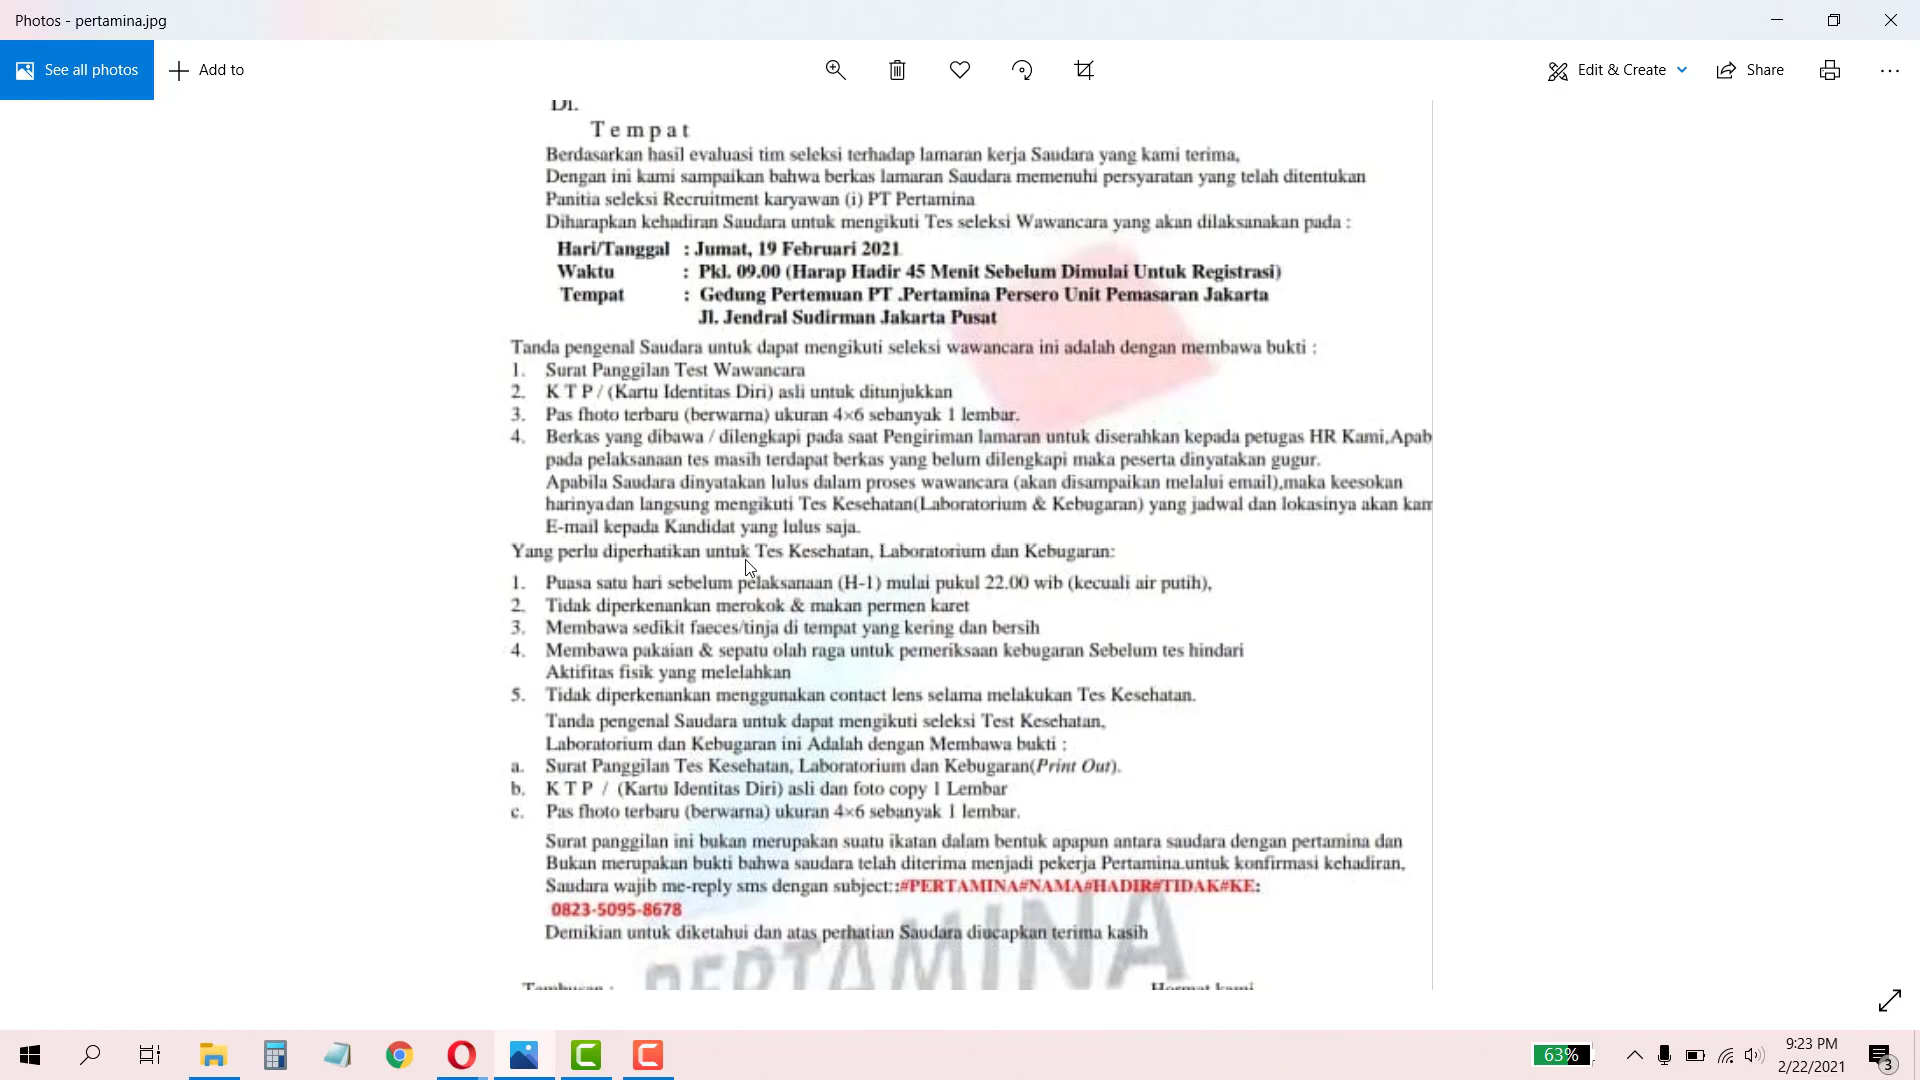 Photos - pertamina.jpg
See all photos
Add to
Edit & Create
Share
Di.
T e m p a t
Berdasarkan hasil evaluasi tim seleksi terhadap lamaran kerja Saudara yang kami terima,
Dengan ini kami sampaikan bahwa berkas lamaran Saudara memenuhi persyaratan yang telah ditentukan
Panitia seleksi Recruitment karyawan (i) PT Pertamina
Diharapkan kehadiran Saudara untuk mengikuti Tes seleksi Wawancara yang akan dilaksanakan pada :
Hari/Tanggal : Jumat, 19 Februari 2021
Waktu : Pkl. 09.00 (Harap Hadir 45 Menit Sebelum Dimulai Untuk Registrasi)
Tempat : Gedung Pertemuan PT .Pertamina Persero Unit Pemasaran Jakarta
Jl. Jendral Sudirman Jakarta Pusat
Tanda pengenal Saudara untuk dapat mengikuti seleksi wawancara ini adalah dengan membawa bukti :
1. Surat Panggilan Test Wawancara
2. K T P / (Kartu Identitas Diri) asli untuk ditunjukkan
3. Pas fhoto terbaru (berwarna) ukuran 4×6 sebanyak 1 lembar.
4. Berkas yang dibawa / dilengkapi pada saat Pengiriman lamaran untuk diserahkan kepada petugas HR Kami,Apab
pada pelaksanaan tes masih terdapat berkas yang belum dilengkapi maka peserta dinyatakan gugur.
Apabila Saudara dinyatakan lulus dalam proses wawancara (akan disampaikan melalui email),maka keesokan
harinya dan langsung mengikuti Tes Kesehatan(Laboratorium & Kebugaran) yang jadwal dan lokasinya akan kam
E-mail kepada Kandidat yang lulus saja.
Yang perlu diperhatikan untuk Tes Kesehatan, Laboratorium dan Kebugaran:
1. Puasa satu hari sebelum pelaksanaan (H-1) mulai pukul 22.00 wib (kecuali air putih),
2. Tidak diperkenankan merokok & makan permen karet
3. Membawa sedikit faeces/tinja di tempat yang kering dan bersih
4. Membawa pakaian & sepatu olah raga untuk pemeriksaan kebugaran Sebelum tes hindari
Aktifitas fisik yang melelahkan
5. Tidak diperkenankan menggunakan contact lens selama melakukan Tes Kesehatan.
Tanda pengenal Saudara untuk dapat mengikuti seleksi Test Kesehatan,
Laboratorium dan Kebugaran ini Adalah dengan Membawa bukti :
a. Surat Panggilan Tes Kesehatan, Laboratorium dan Kebugaran(Print Out).
b. K T P / (Kartu Identitas Diri) asli dan foto copy 1 Lembar
c. Pas fhoto terbaru (berwarna) ukuran 4×6 sebanyak 1 lembar.
Surat panggilan ini bukan merupakan suatu ikatan dalam bentuk apapun antara saudara dengan pertamina dan
Bukan merupakan bukti bahwa saudara telah diterima menjadi pekerja Pertamina.untuk konfirmasi kehadiran,
Saudara wajib me-reply sms dengan subject::#PERTAMINA#NAMA#HADIR#TIDAK#KE:
0823-5095-8678
Demikian untuk diketahui dan atas perhatian Saudara diucapkan terima kasih
PERTAMINA
Tembusan :
Hormat kami
63%
9:23 PM
2/22/2021
3